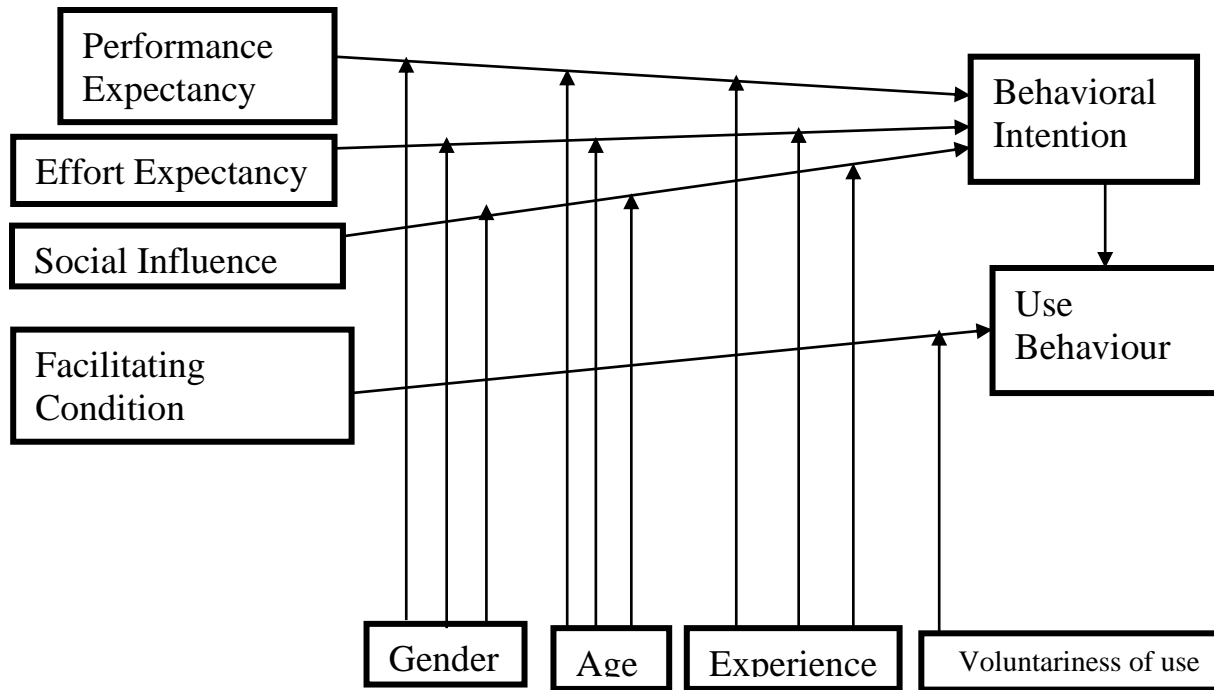 Performance
Expectancy
Effort Expectancy
Social Influence
Facilitating
Condition
Behavioral
Intention
Use
Behaviour
Gender
Age
Experience
Voluntariness of use